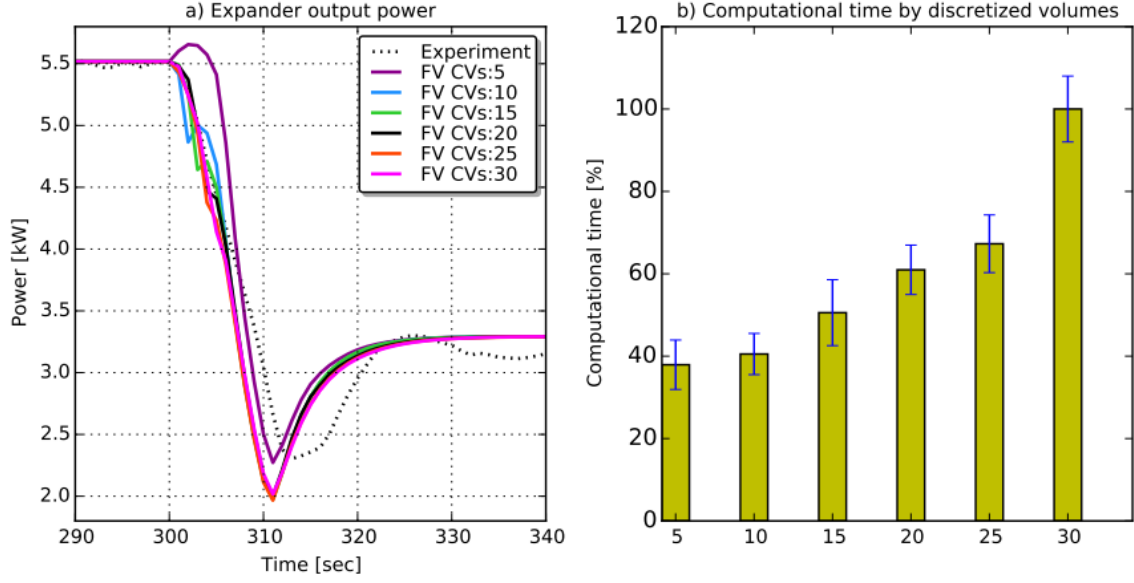 a) Expander output power
Power [kW]
5.5
5.0
4.5
4.0
3.5
3.0
2.5
2.0
290
300
310
320
330
340
Time [sec]
Experiment
FV CVs:5
FV CVs:10
FV CVs:15
FV CVs:20
FV CVs:25
FV CVs:30
b) Computational time by discretized volumes
Computational time [%]
120
100
80
60
40
20
0
5
10
15
20
25
30